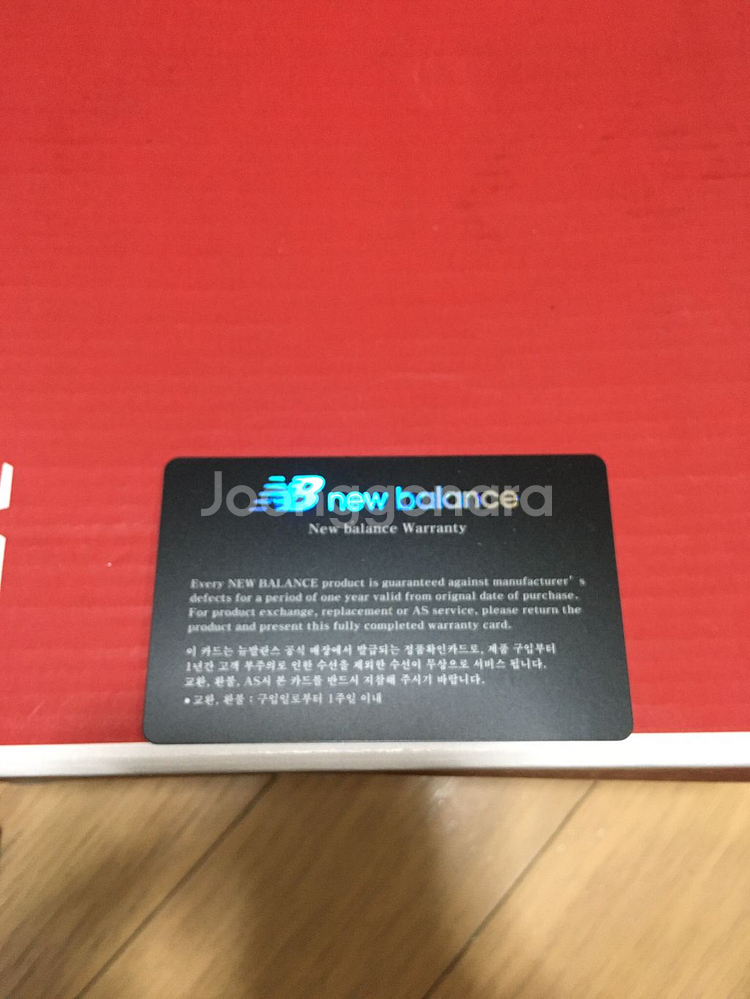 Joonggonara
new balance
New balance Warranty
Every NEW BALANCE product is guaranteed against manufacturer's
defects for a period of one year valid from orignal date of purchase.
For product exchange, replacement or AS service, please return the
product and present this fully completed warranty card.
이 카드는 뉴발란스 공식 매장에서 발급되는 정품확인카드로, 제품 구입부터
1년간 고객 부주의로 인한 수선을 제외한 수선이 무상으로 서비스 됩니다.
교환, 환불, AS시 본 카드를 반드시 지참해 주시기 바랍니다.
●교환, 환불 : 구입일로부터 1주일 이내